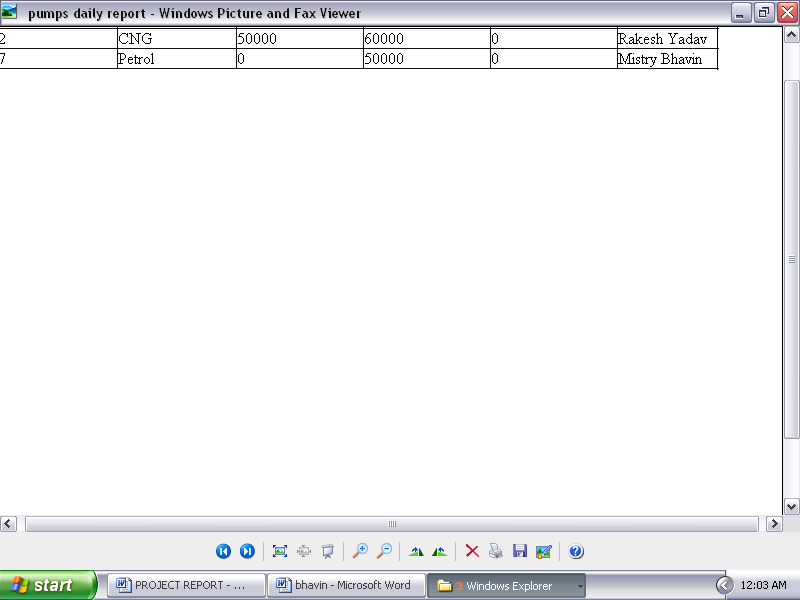 pumps daily report - Windows Picture and Fax Viewer
2 CNG 50000 60000 0 Rakesh Yadav
7 Petrol 0 50000 0 Mistry Bhavin
start PROJECT REPORT - ... bhavin - Microsoft Word 3 Windows Explorer 12:03 AM